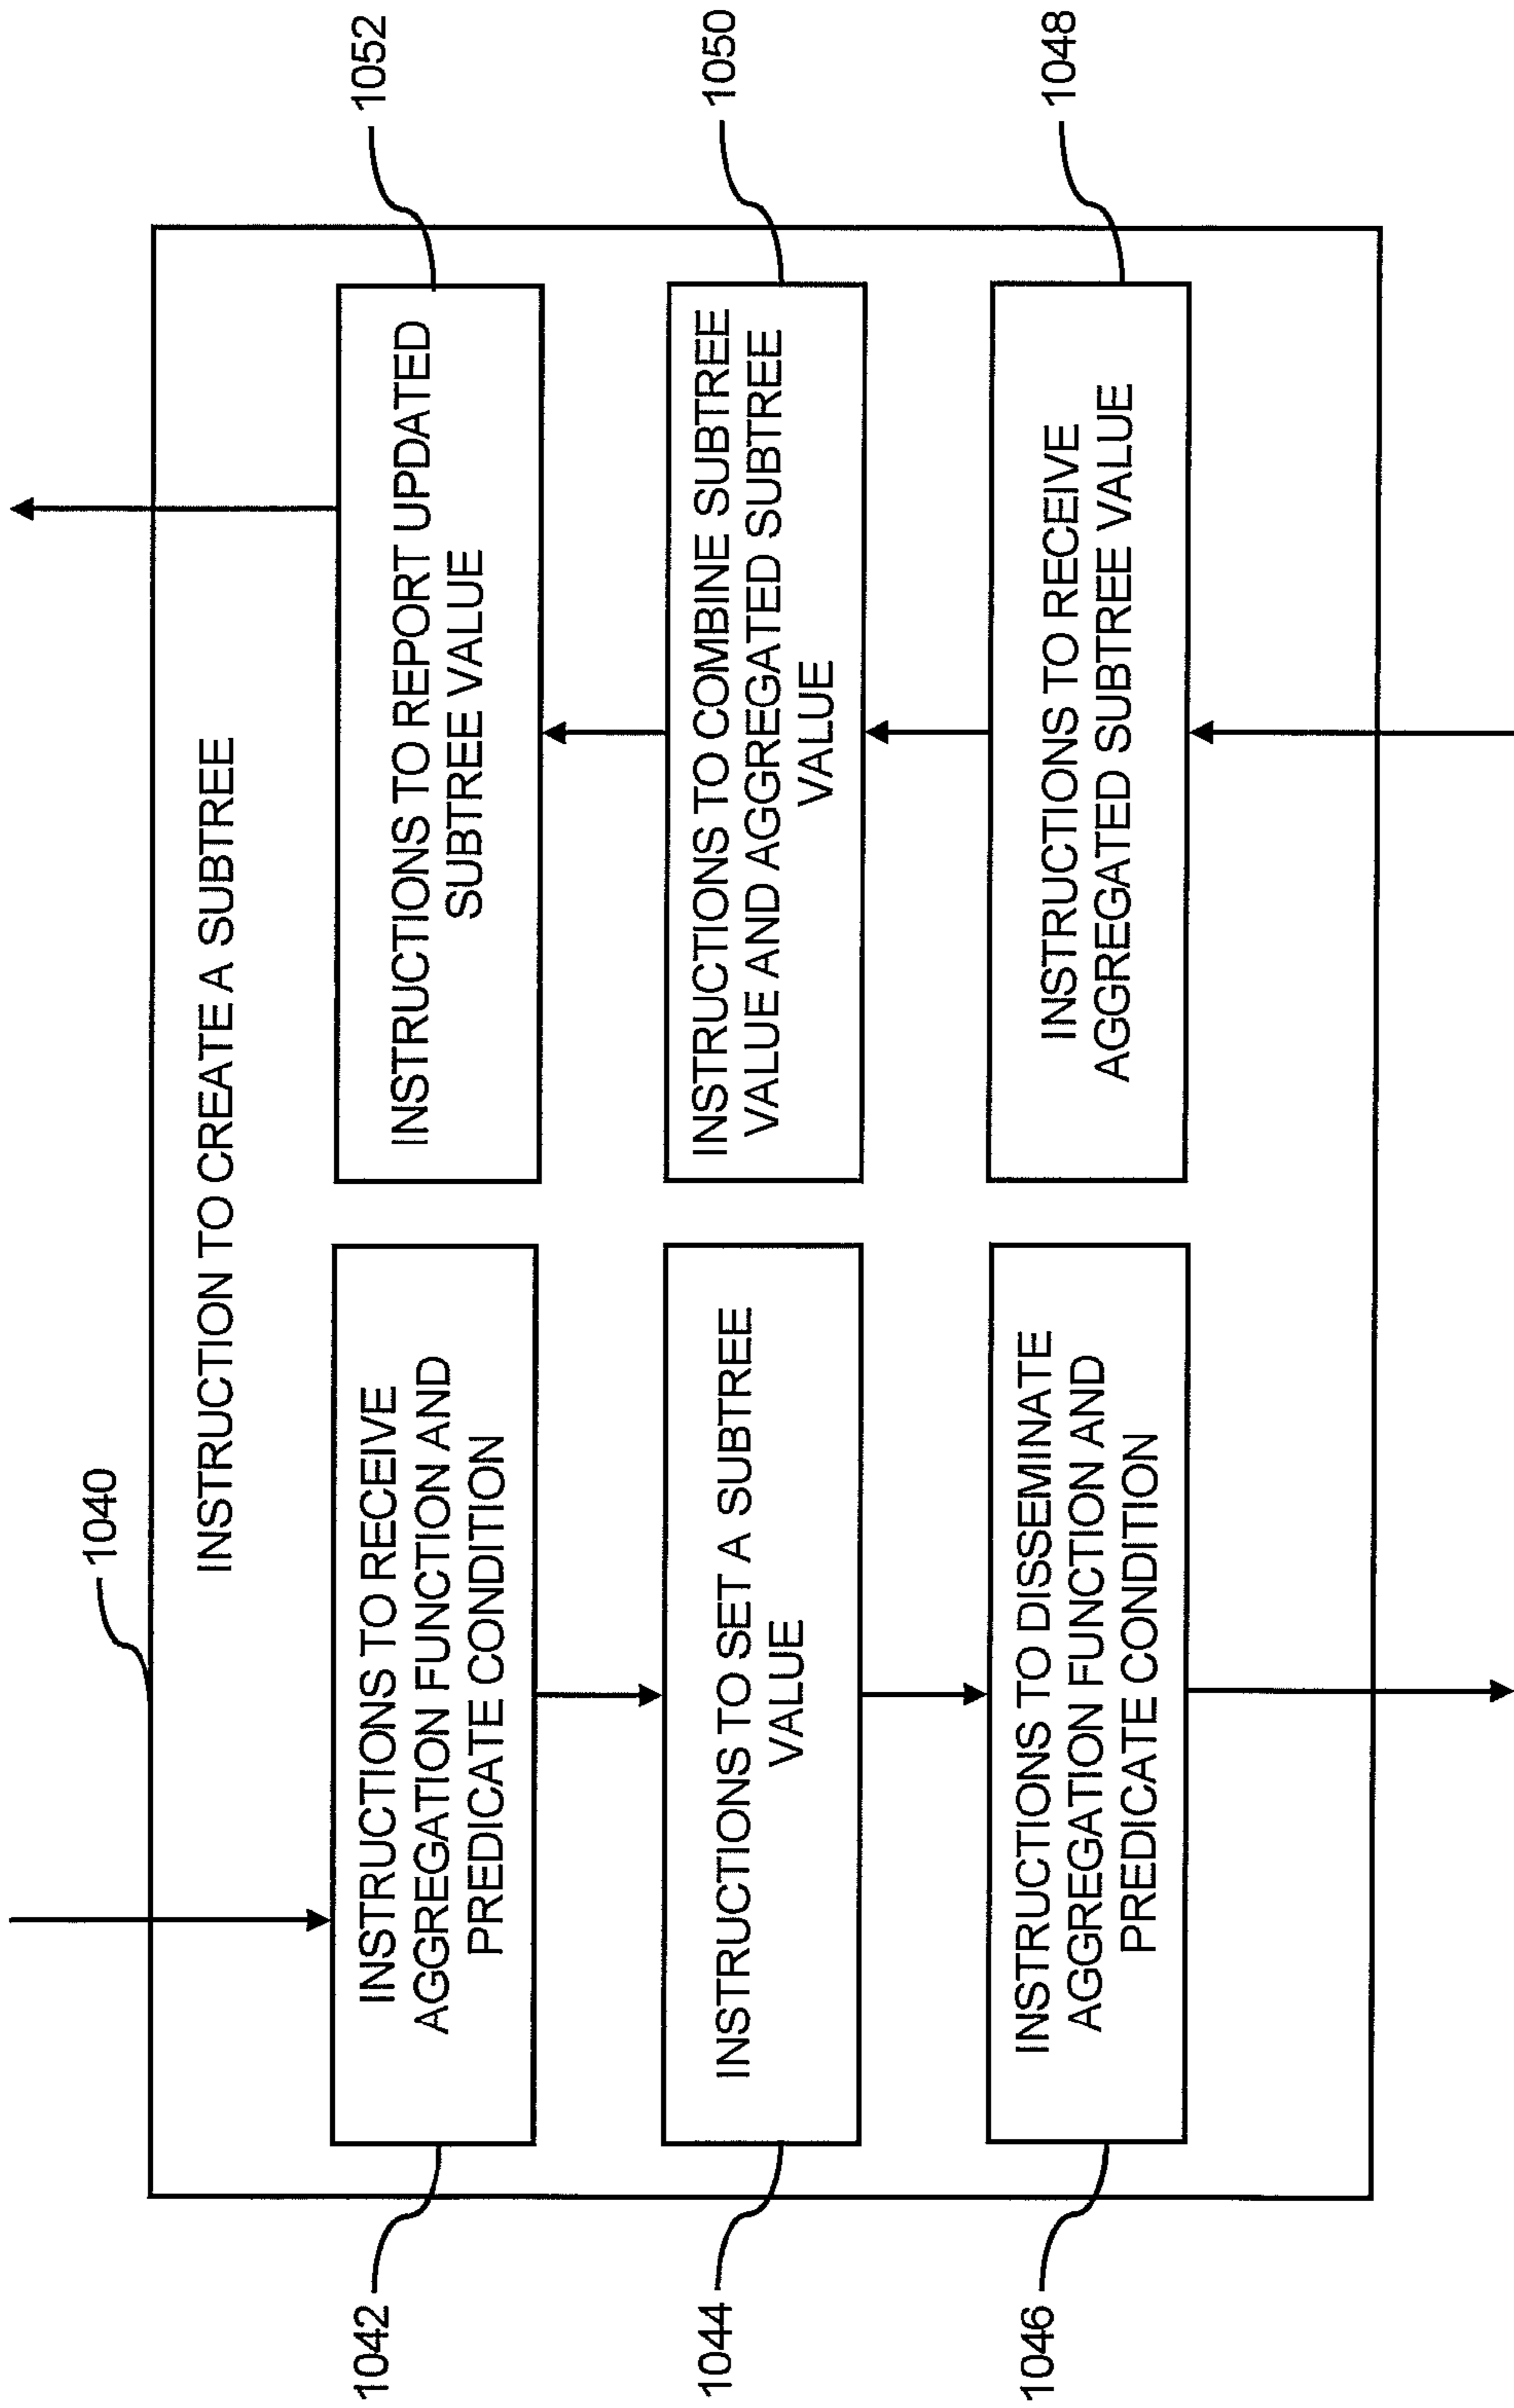 1040
INSTRUCTION TO CREATE A SUBTREE
1042
INSTRUCTIONS TO RECEIVE
AGGREGATION FUNCTION AND
PREDICATE CONDITION
1044
INSTRUCTIONS TO SET A SUBTREE
VALUE
1046
INSTRUCTIONS TO DISSEMINATE
AGGREGATION FUNCTION AND
PREDICATE CONDITION
INSTRUCTIONS TO REPORT UPDATED
SUBTREE VALUE
1052
INSTRUCTIONS TO COMBINE SUBTREE
VALUE AND AGGREGATED SUBTREE
VALUE
1050
INSTRUCTIONS TO RECEIVE
AGGREGATED SUBTREE VALUE
1048